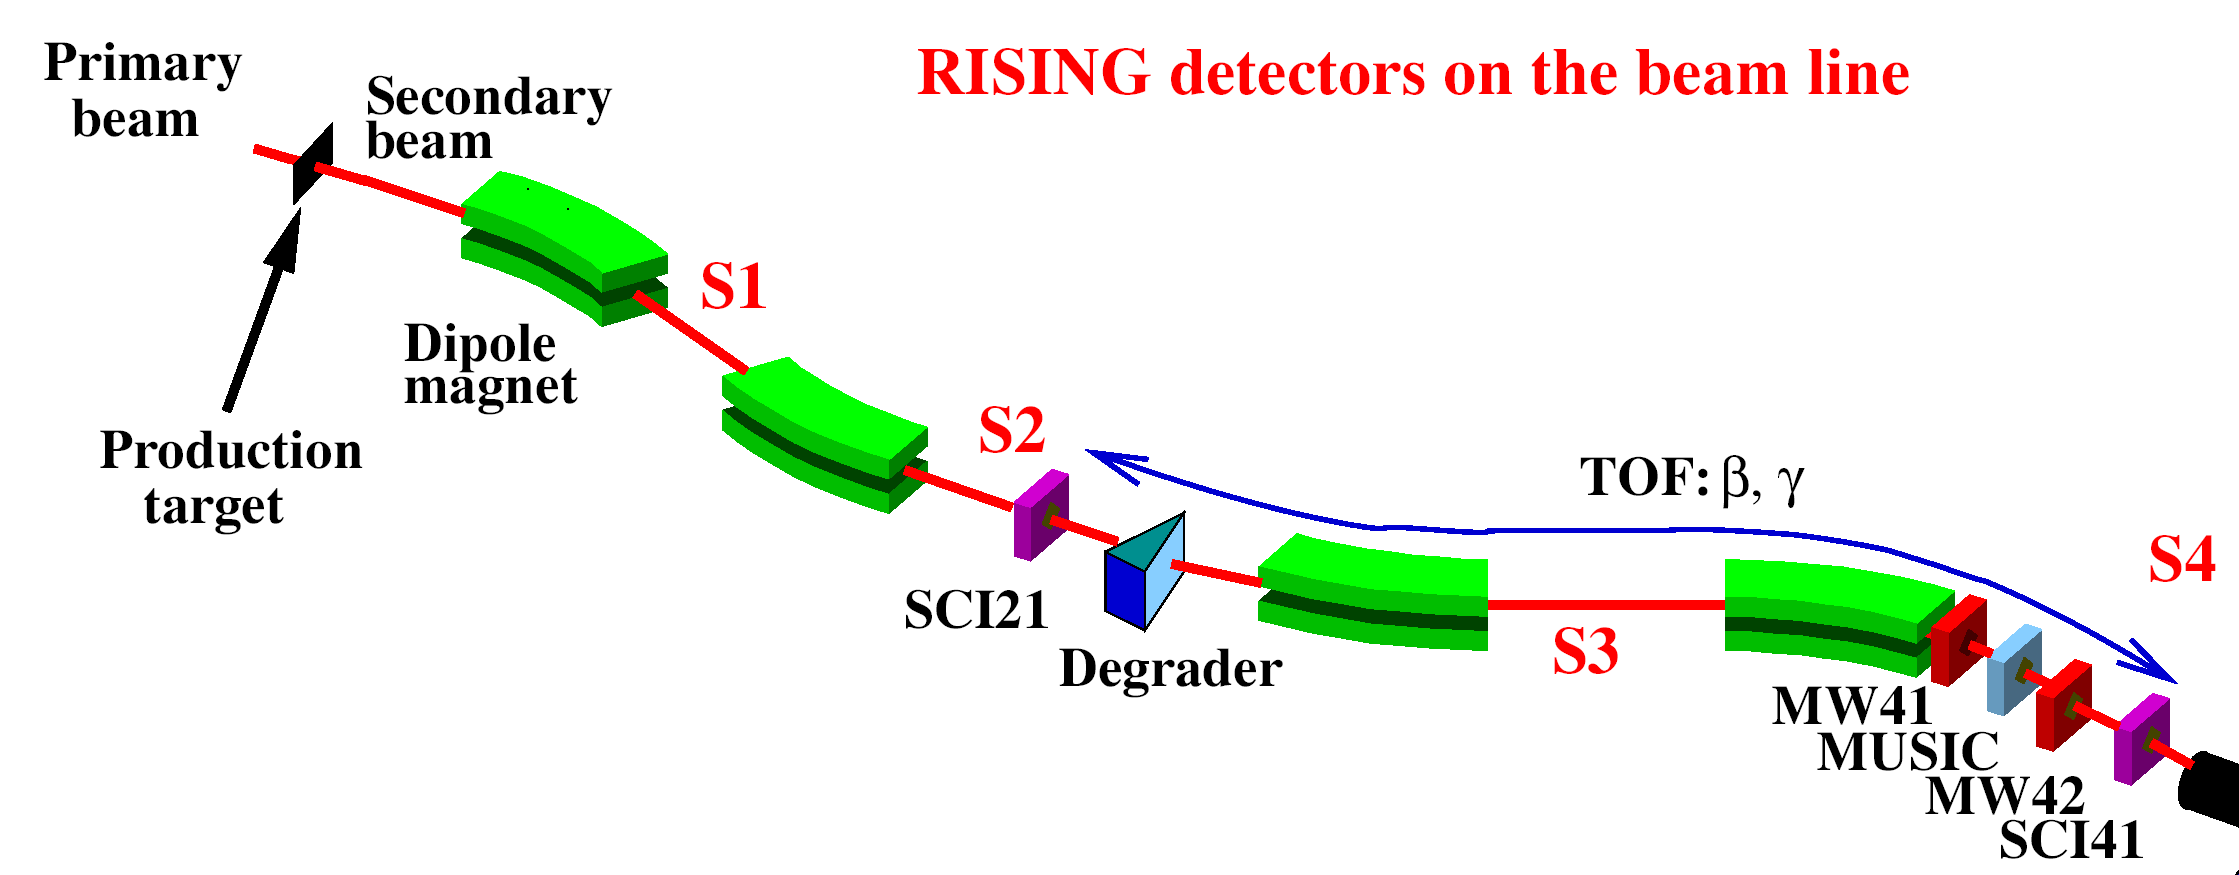 RISING detectors on the beam line
Primary
beam
Secondary
beam
S1
Dipole
magnet
Production
target
S2
SCI21
Degrader
TOF: β, γ
S3
S4
MW41
MUSIC
MW42
SCI41